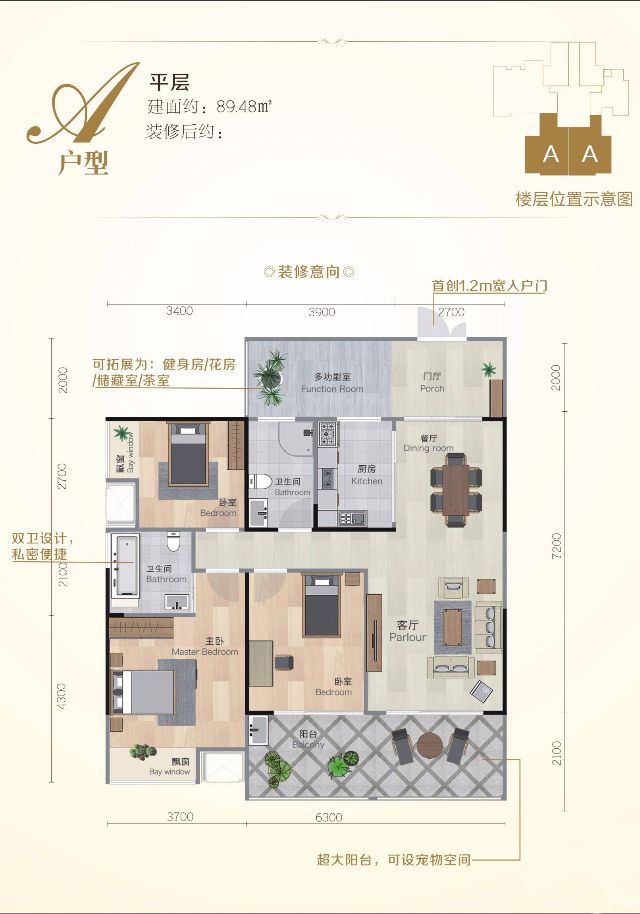 A
户型
平层
建面约：89.48㎡
装修后约：
A A
楼层位置示意图
◎装修意向◎
首创1.2m宽入户门
3400
3900
2700
可拓展为：健身房/花房
/储藏室/茶室
多功能室
Function Room
门厅
Porch
2000
2000
飘窗
Bay window
卧室
Bedroom
卫生间
Bathroom
厨房
Kitchen
餐厅
Dining room
2700
7200
双卫设计，
私密便捷
卫生间
Bathroom
2100
主卧
Master Bedroom
卧室
Bedroom
客厅
Parlour
4300
飘窗
Bay window
阳台
Balcony
2100
3700
6300
超大阳台，可设宠物空间